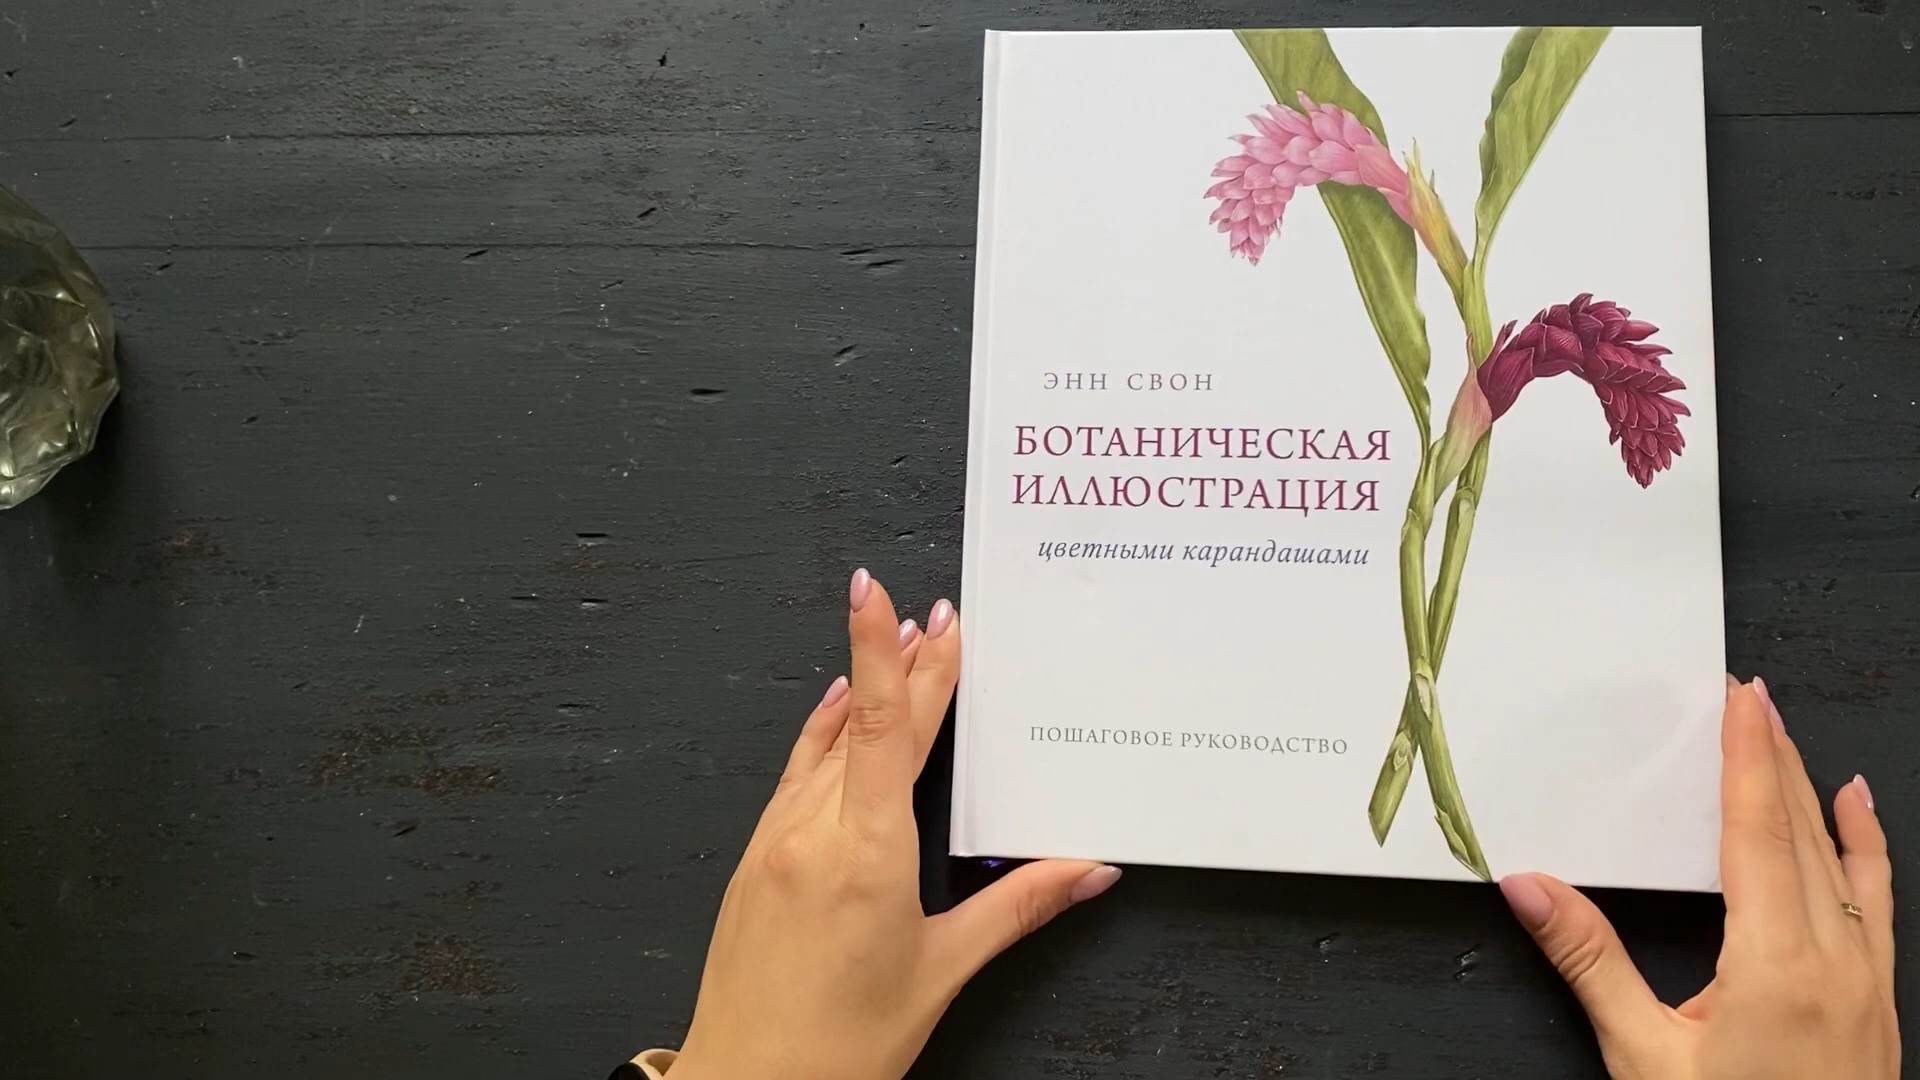 ЭНН СВОН
БОТАНИЧЕСКАЯ
ИЛЛЮСТРАЦИЯ
цветными карандашами
ПОШАГОВОЕ РУКОВОДСТВО